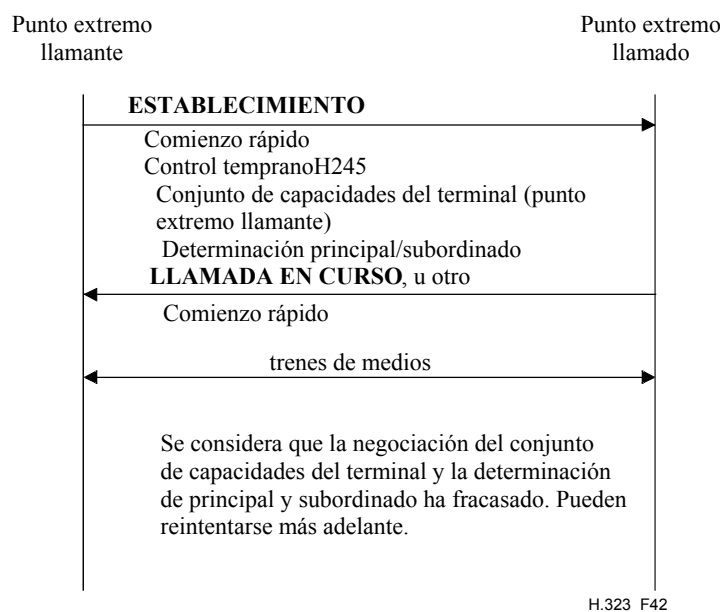 Punto extremo
llamante
Punto extremo
llamado
ESTABLECIMIENTO
Comienzo rápido
Control tempranoH245
Conjunto de capacidades del terminal (punto
extremo llamante)
Determinación principal/subordinado
LLAMADA EN CURSO, u otro
Comienzo rápido
trenes de medios
Se considera que la negociación del conjunto
de capacidades del terminal y la determinación
de principal y subordinado ha fracasado. Pueden
reintentarse más adelante.
H.323_F42